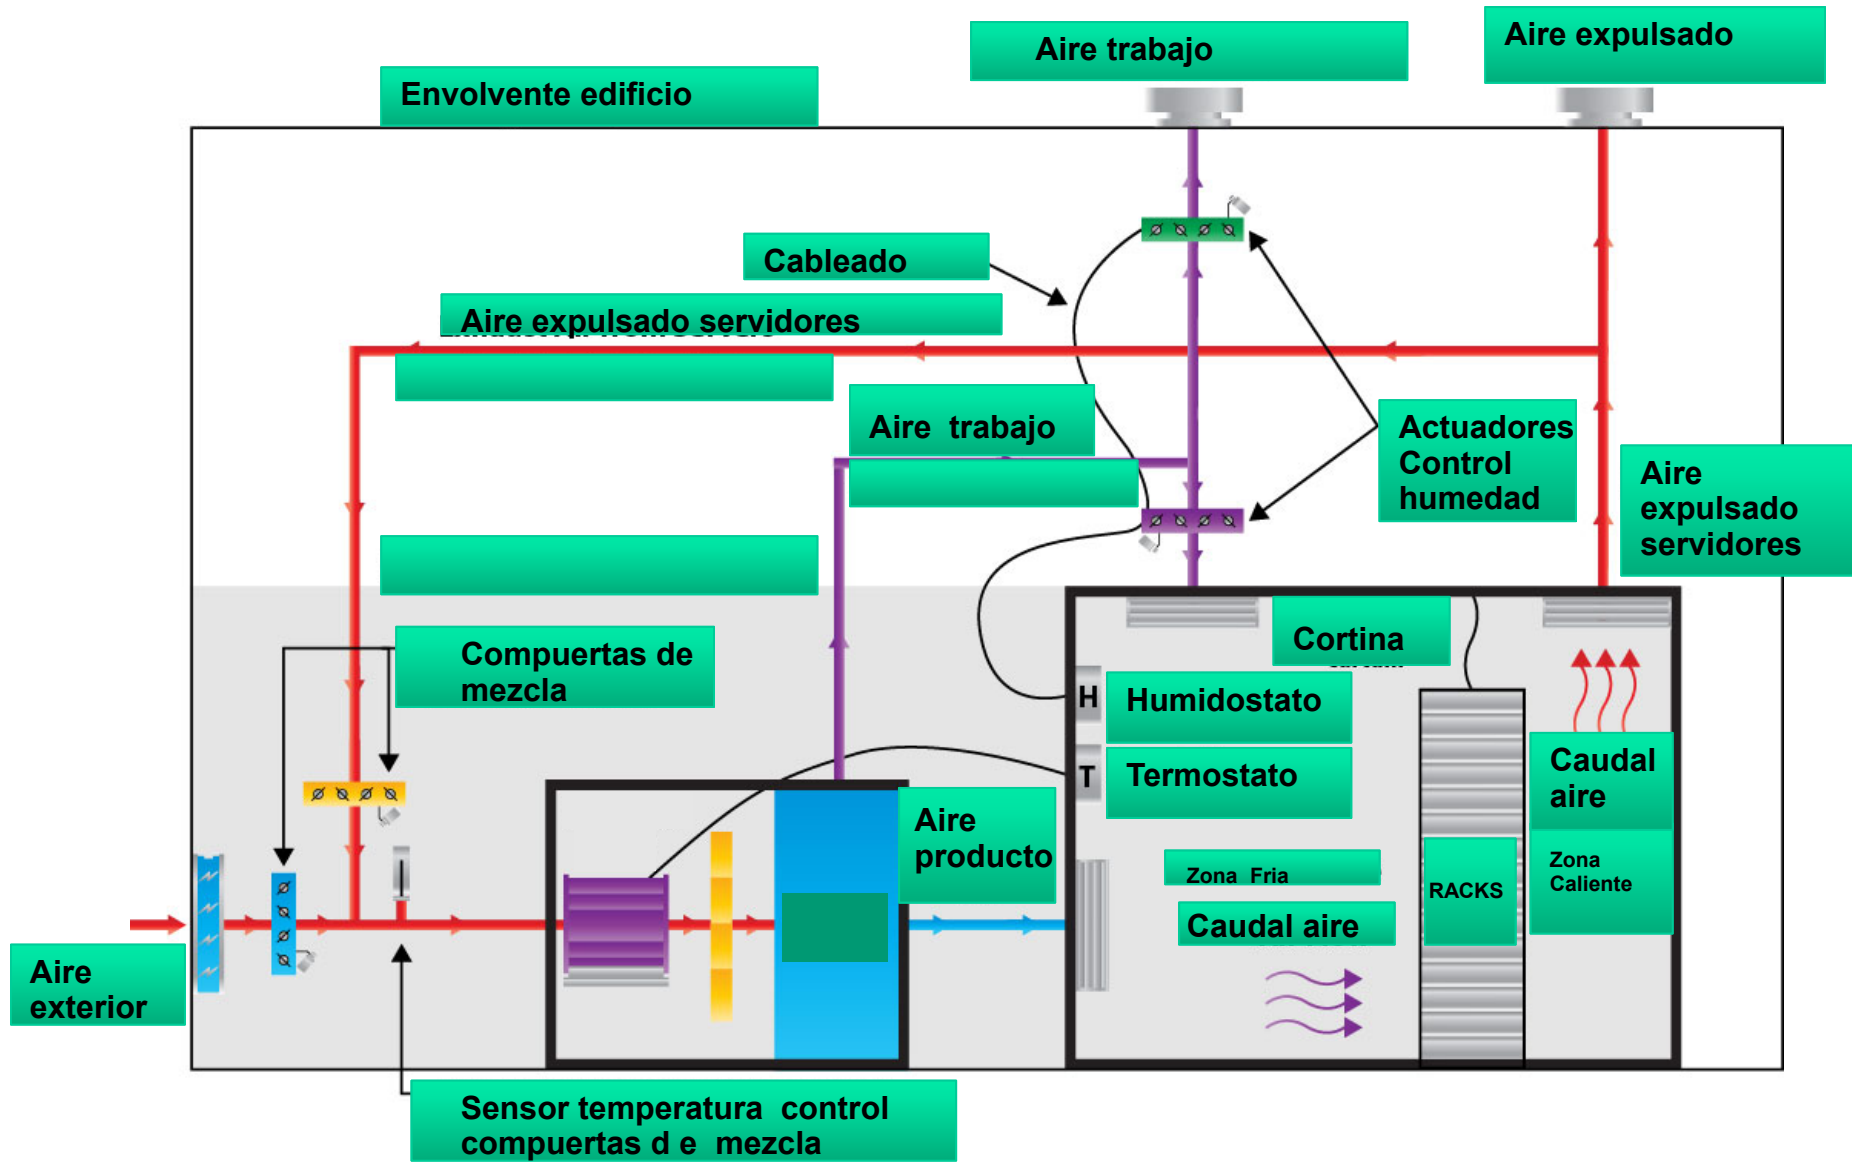 Aire trabajo
Aire expulsado
Envolvente edificio
Cableado
Aire expulsado servidores
Aire trabajo
Actuadores
Control
humedad
Aire
expulsado
servidores
Compuertas de
mezcla
Cortina
H
Humidostato
T
Termostato
Caudal
aire
Aire
producto
Zona Fria
Zona
Caliente
RACKS
Caudal aire
Aire
exterior
Sensor temperatura control
compuertas d e mezcla